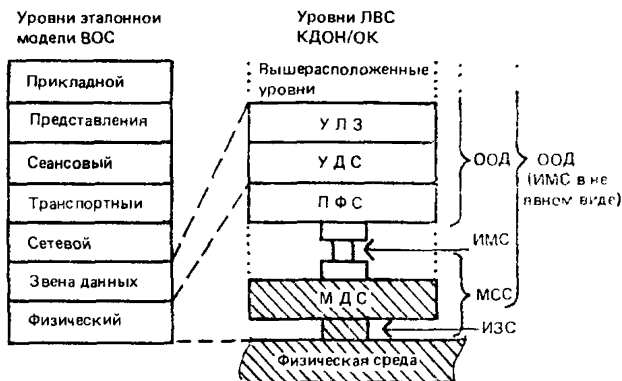 Уровни эталонной
модели ВОС
Прикладной
Представления
Сеансовый
Транспортный
Сетевой
Звена данных
Физический
Уровни ЛВС
КДОН/ОК
Вышерасположенные
уровни
УЛЗ
УДС
ПФС
МДС
Физическая среда
ООД
ИМС
МСС
ИЗС
ООД
(ИМС в не
явном виде)